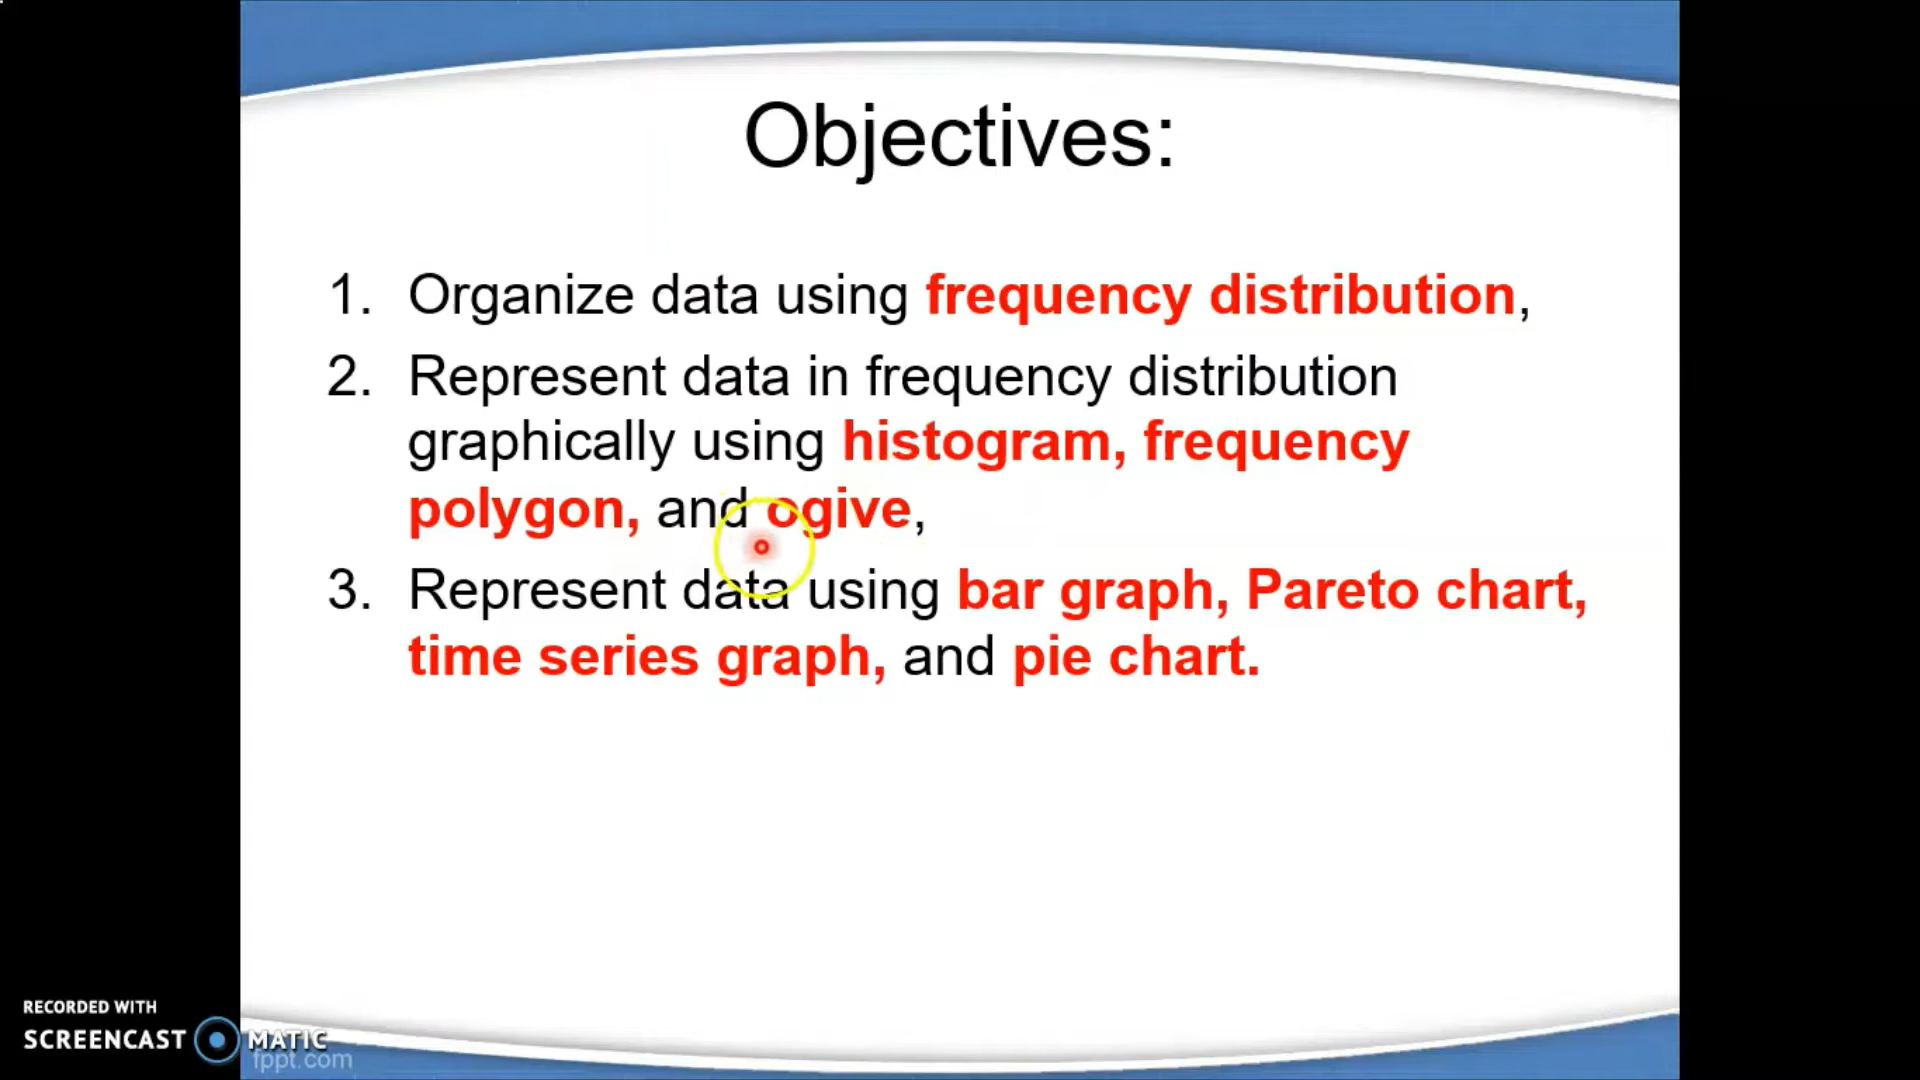 Objectives:
1. Organize data using frequency distribution,
2. Represent data in frequency distribution
graphically using histogram, frequency
polygon, and ogive,
3. Represent data using bar graph, Pareto chart,
time series graph, and pie chart.
RECORDED WITH
SCREENCAST MATIC
fppt.com